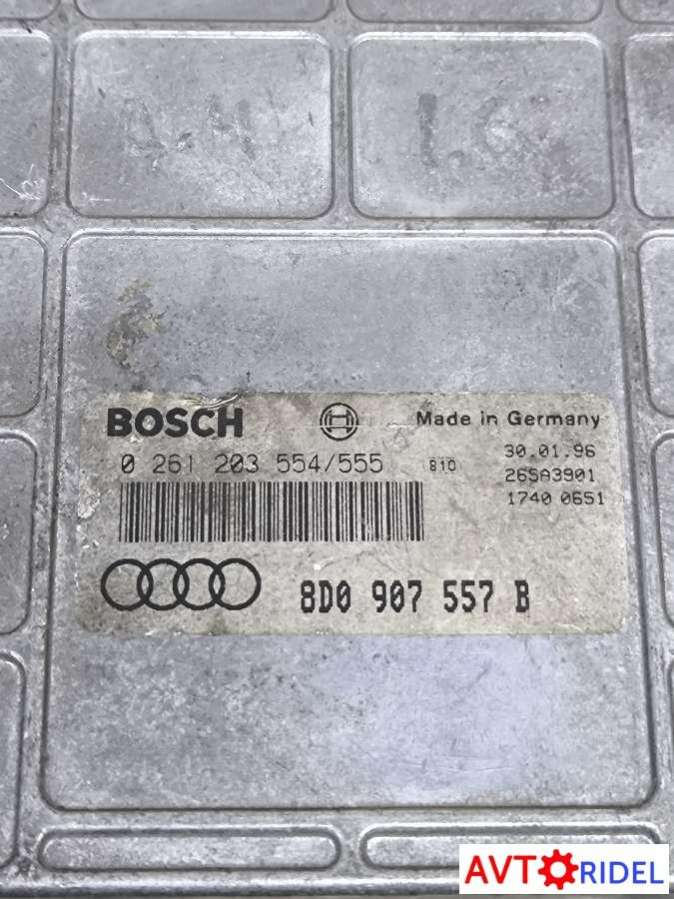 BOSCH
Made in Germany
0 261 203 554/555
810
30.01.96
26SA3901
1740 0651
8D0 907 557 B
AVTORIDEL